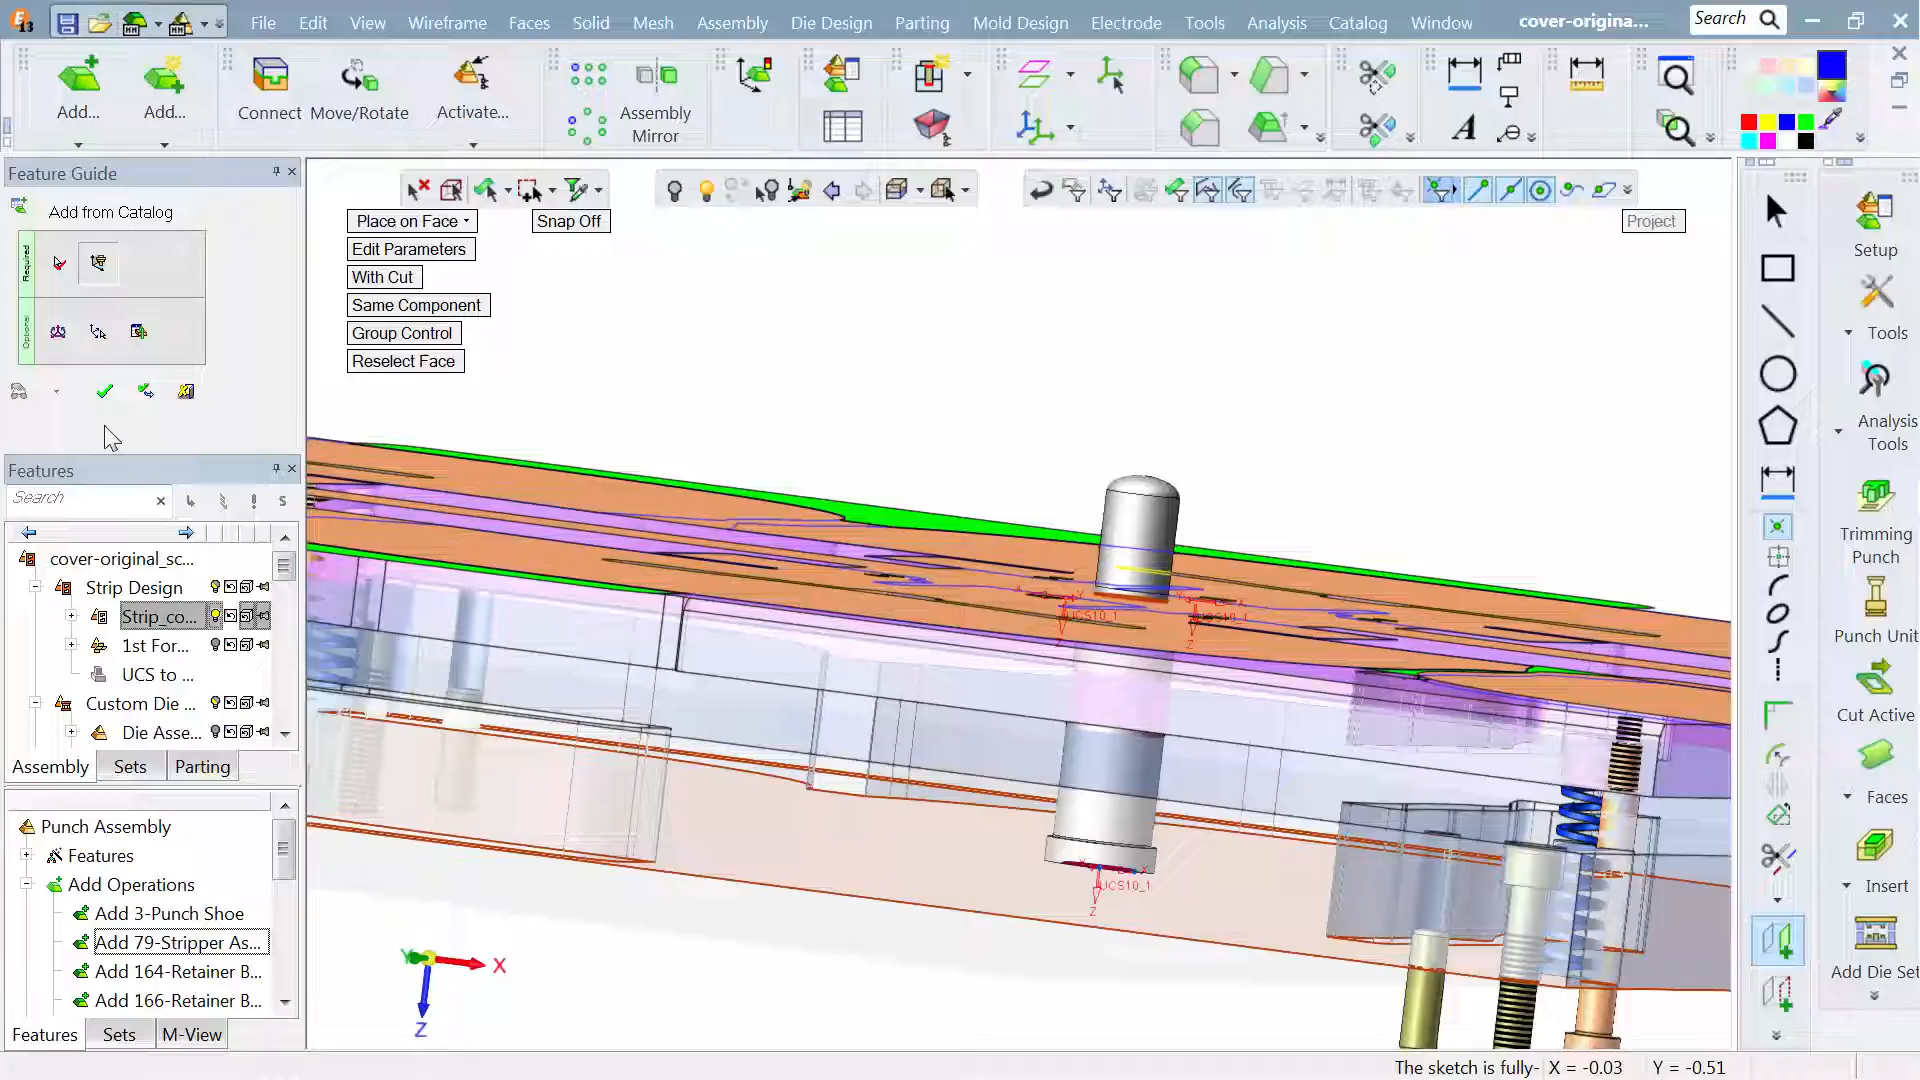 13
File Edit View Wireframe Faces Solid Mesh Assembly Die Design Parting Mold Design Electrode Tools Analysis Catalog Window
cover-origina...
Search
Add...
Add...
Connect
Move/Rotate
Activate...
Assembly
Mirror
A
Feature Guide
Add from Catalog
Required
Optional
Place on Face
Snap Off
Edit Parameters
With Cut
Same Component
Group Control
Reselect Face
Project
Features
Search
S
cover-original_sc...
Strip Design
Strip_co...
1st For...
UCS to ...
Custom Die ...
Die Asse...
Assembly Sets Parting
Punch Assembly
Features
Add Operations
Add 3-Punch Shoe
Add 79-Stripper As...
Add 164-Retainer B...
Add 166-Retainer B...
Features Sets M-View
UCS10_1
UCS10_1
Z
Z
UCS10_1
Z
Y
X
Z
Setup
Tools
Analysis
Tools
Trimming
Punch
Punch Unit
Cut Active
Faces
Insert
Add Die Set
The sketch is fully- X = -0.03 Y = -0.51